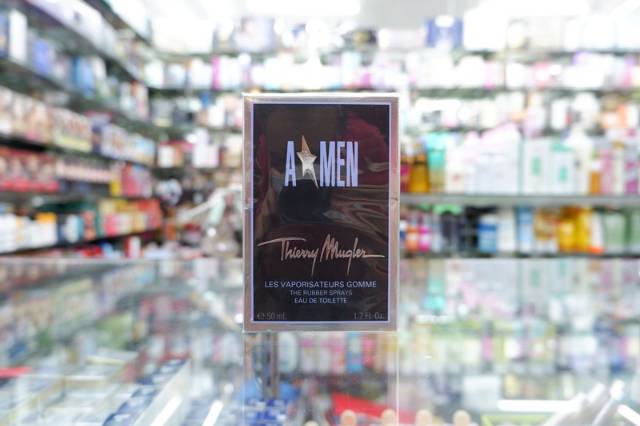 A★MEN
Thierry Mugler
LES VAPORISATEURS GOMME
THE RUBBER SPRAYS
EAU DE TOILETTE
℮ 50 ml 1.7 Fl. Oz.